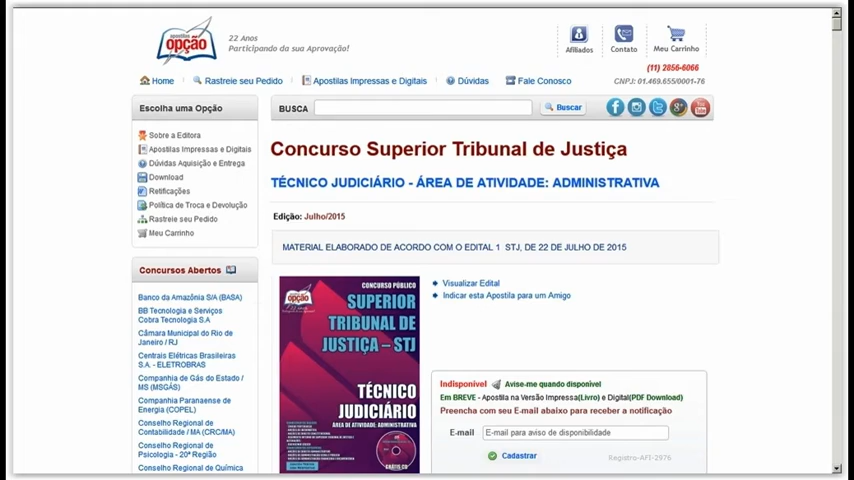 apostilas
opção
22 Anos
Participando da sua Aprovação!
Afiliados
Contato
Meu Carrinho
(11) 2856-6066
CNPJ: 01.469.655/0001-76
Home
Rastreie seu Pedido
Apostilas Impressas e Digitais
Dúvidas
Fale Conosco
Escolha uma Opção
BUSCA
Buscar
Sobre a Editora
Apostilas Impressas e Digitais
Dúvidas Aquisição e Entrega
Download
Retificações
Política de Troca e Devolução
Rastreie seu Pedido
Meu Carrinho
Concurso Superior Tribunal de Justiça
TÉCNICO JUDICIÁRIO - ÁREA DE ATIVIDADE: ADMINISTRATIVA
Edição: Julho/2015
MATERIAL ELABORADO DE ACORDO COM O EDITAL 1 STJ, DE 22 DE JULHO DE 2015
Concursos Abertos
Banco da Amazônia S/A (BASA)
BB Tecnologia e Serviços
Cobra Tecnologia S.A
Câmara Municipal do Rio de
Janeiro / RJ
Centrais Elétricas Brasileiras
S.A. - ELETROBRAS
Companhia de Gás do Estado /
MS (MSGÁS)
Companhia Paranaense de
Energia (COPEL)
Conselho Regional de
Contabilidade / MA (CRC/MA)
Conselho Regional de
Psicologia - 20ª Região
Conselho Regional de Química
opção
CONCURSO PÚBLICO
SUPERIOR
TRIBUNAL DE
JUSTIÇA – STJ
TÉCNICO
JUDICIÁRIO
ÁREA DE ATIVIDADE: ADMINISTRATIVA
GRÁTIS CD
Visualizar Edital
Indicar esta Apostila para um Amigo
Indisponível
Avise-me quando disponível
Em BREVE - Apostila na Versão Impressa(Livro) e Digital(PDF Download)
Preencha com seu E-mail abaixo para receber a notificação
E-mail
E-mail para aviso de disponibilidade
Cadastrar
Registro-AFI-2976